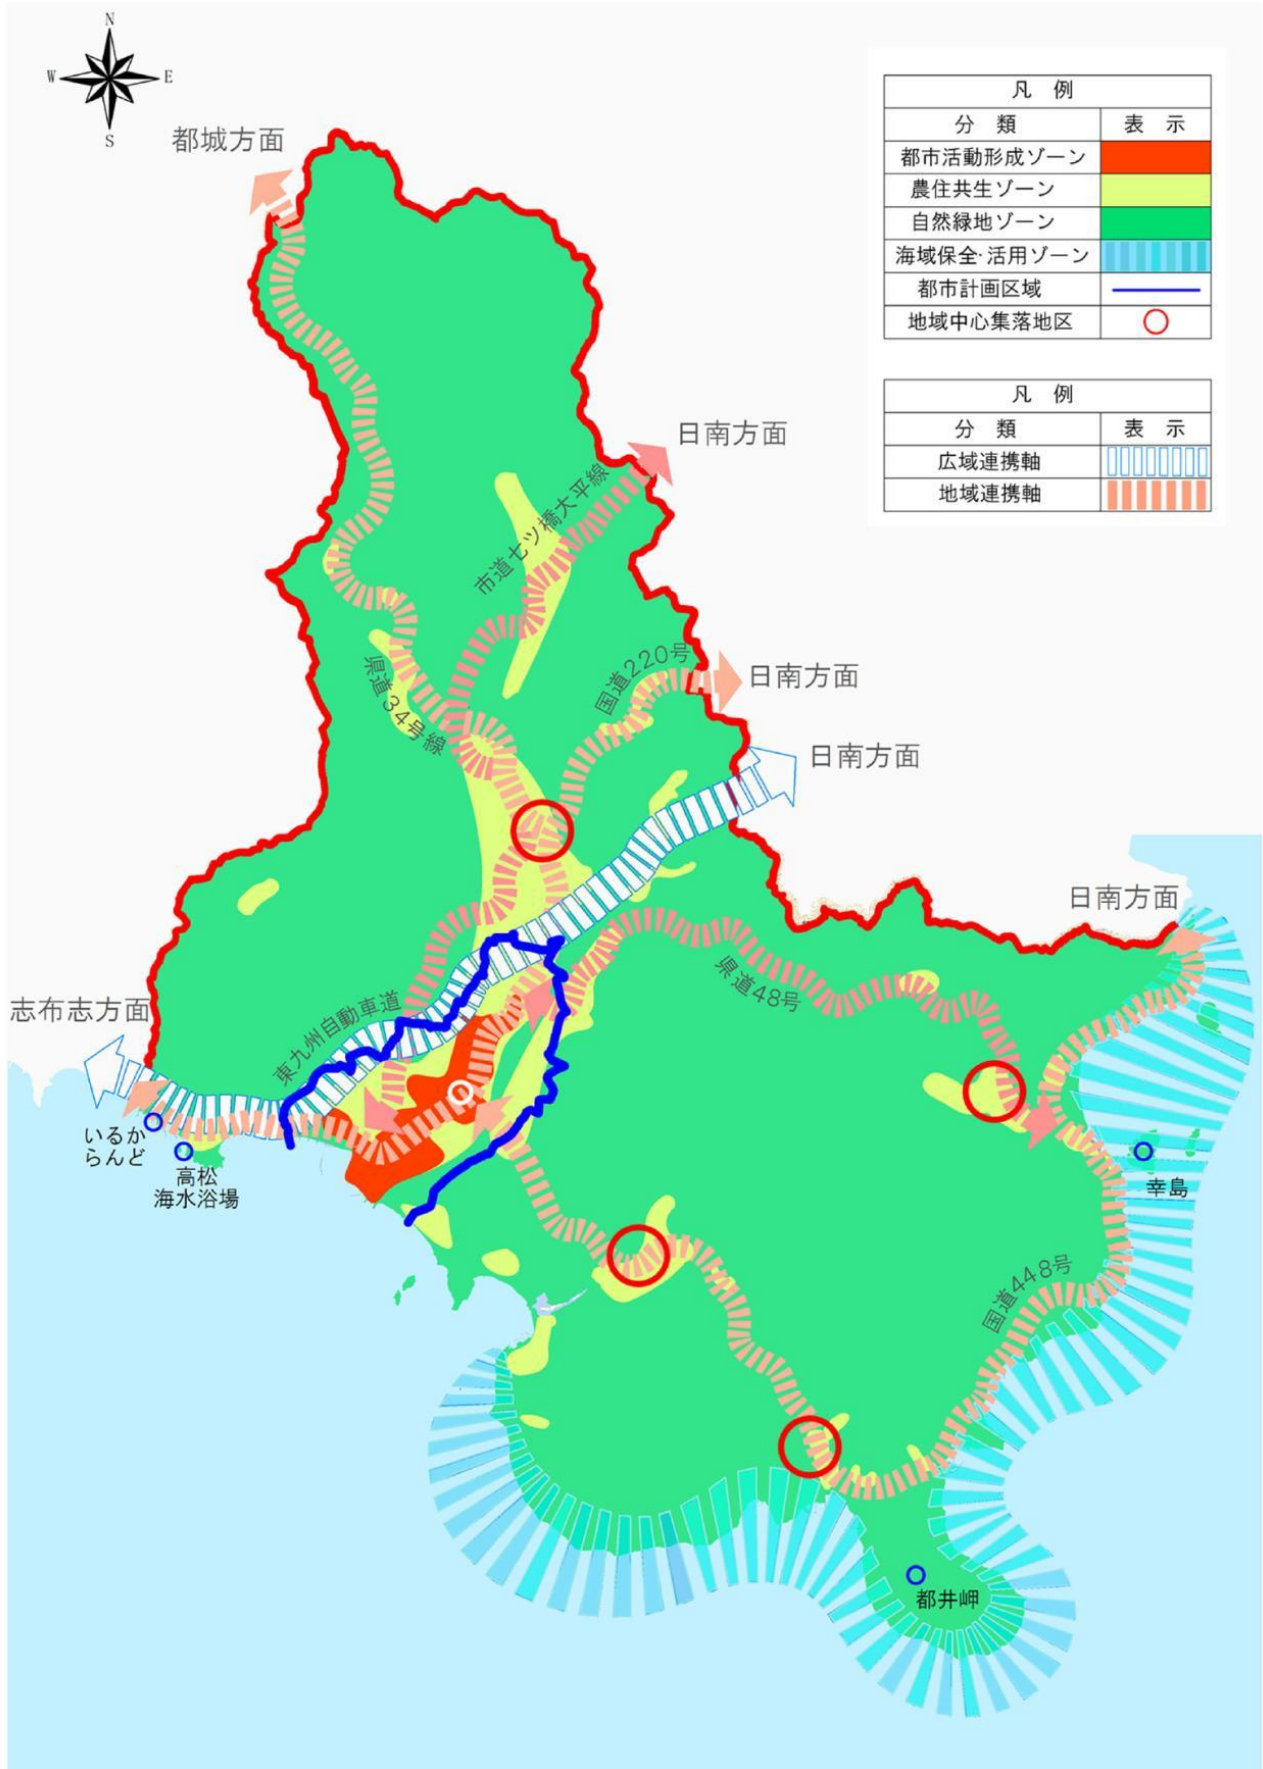 N
W
E
S
凡 例
分 類
表 示
都市活動形成ゾーン
農住共生ゾーン
自然緑地ゾーン
海域保全・活用ゾーン
都市計画区域
地域中心集落地区
凡 例
分 類
表 示
広域連携軸
地域連携軸
都城方面
日南方面
市道七ツ橋大平線
国道220号
日南方面
県道34号線
日南方面
日南方面
県道48号
志布志方面
東九州自動車道
いるか
らんど
高松
海水浴場
幸島
国道448号
都井岬